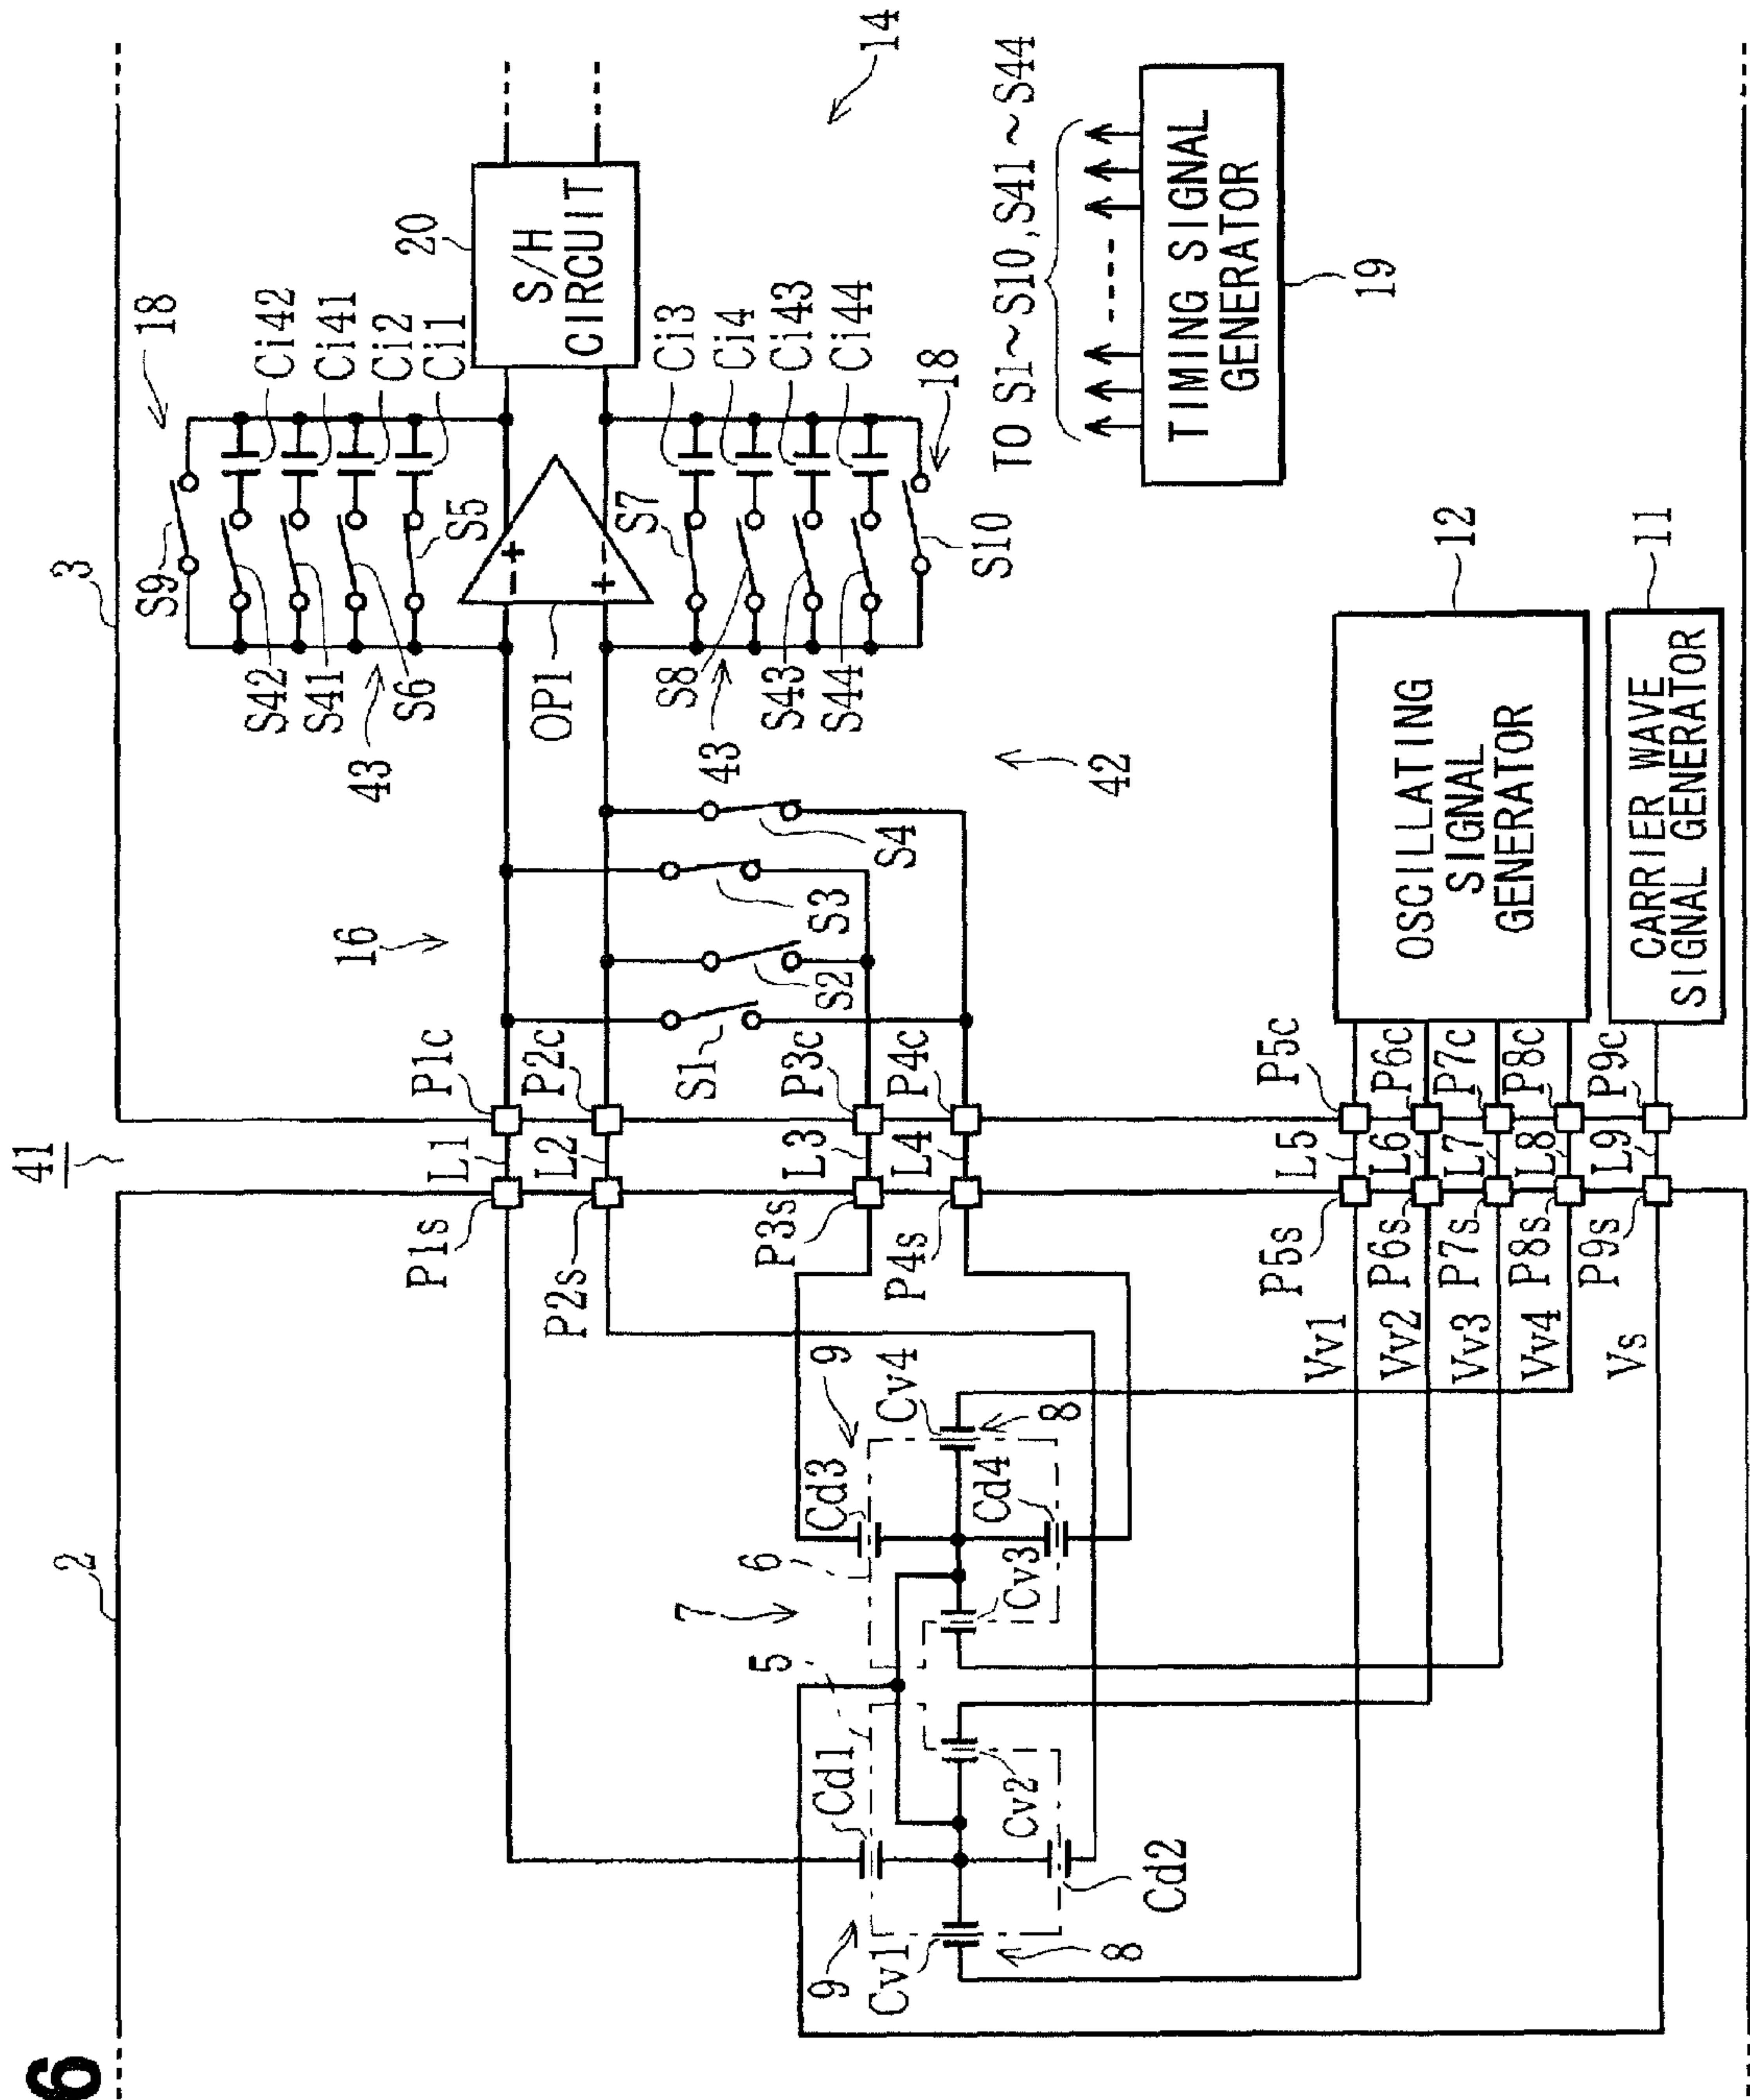 6
41
2
3
P1s
L1
P1c
P2s
L2
P2c
P3s
L3
P3c
P4s
L4
P4c
P5s
L5
P5c
P6s
L6
P6c
P7s
L7
P7c
P8s
L8
P8c
P9s
L9
P9c
Vv1
Vv2
Vv3
Vv4
Vs
9
Cv1
8
Cd1
Cd2
Cv2
5
7
6
Cv3
Cd3
Cd4
9
Cv4
8
16
S1
S2
S3
S4
42
18
S9
S42
S41
S6
S5
43
Ci42
Ci41
Ci2
Ci1
OP1
- +
+ -
43
S7
S8
S43
S44
S10
Ci3
Ci4
Ci43
Ci44
18
20
S/H
CIRCUIT
14
TO S1~S10,S41~S44
TIMING SIGNAL
GENERATOR
19
OSCILLATING
SIGNAL
GENERATOR
12
CARRIER WAVE
SIGNAL GENERATOR
11